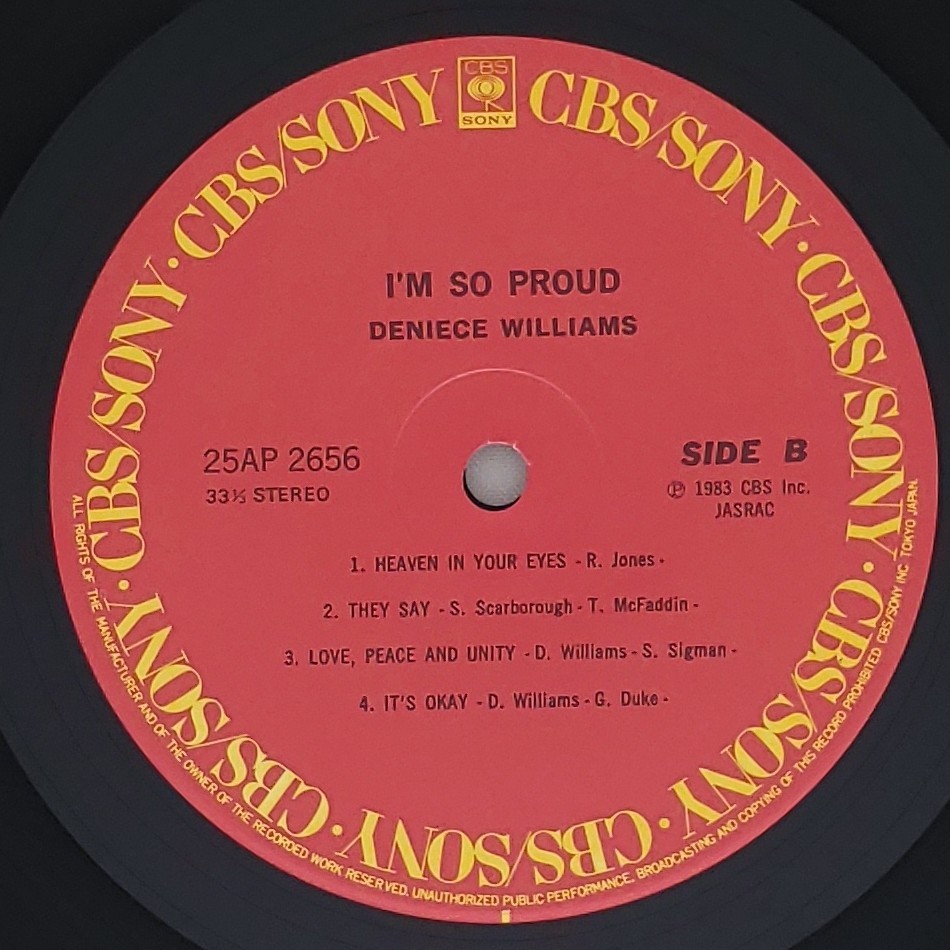 CBS
SONY
CBS/SONY · CBS/SONY · CBS/SONY · CBS/SONY · CBS/SONY · CBS/SONY · CBS/SONY · CBS/SONY
I'M SO PROUD
DENIECE WILLIAMS
25AP 2656
33⅓ STEREO
SIDE B
Ⓟ 1983 CBS Inc.
JASRAC
1. HEAVEN IN YOUR EYES - R. Jones -
2. THEY SAY - S. Scarborough - T. McFaddin -
3. LOVE, PEACE AND UNITY - D. Williams - S. Sigman -
4. IT'S OKAY - D. Williams - G. Duke -
ALL RIGHTS OF THE MANUFACTURER AND OF THE OWNER OF THE RECORDED WORK RESERVED. UNAUTHORIZED PUBLIC PERFORMANCE, BROADCASTING AND COPYING OF THIS RECORD PROHIBITED CBS/SONY INC. TOKYO JAPAN.